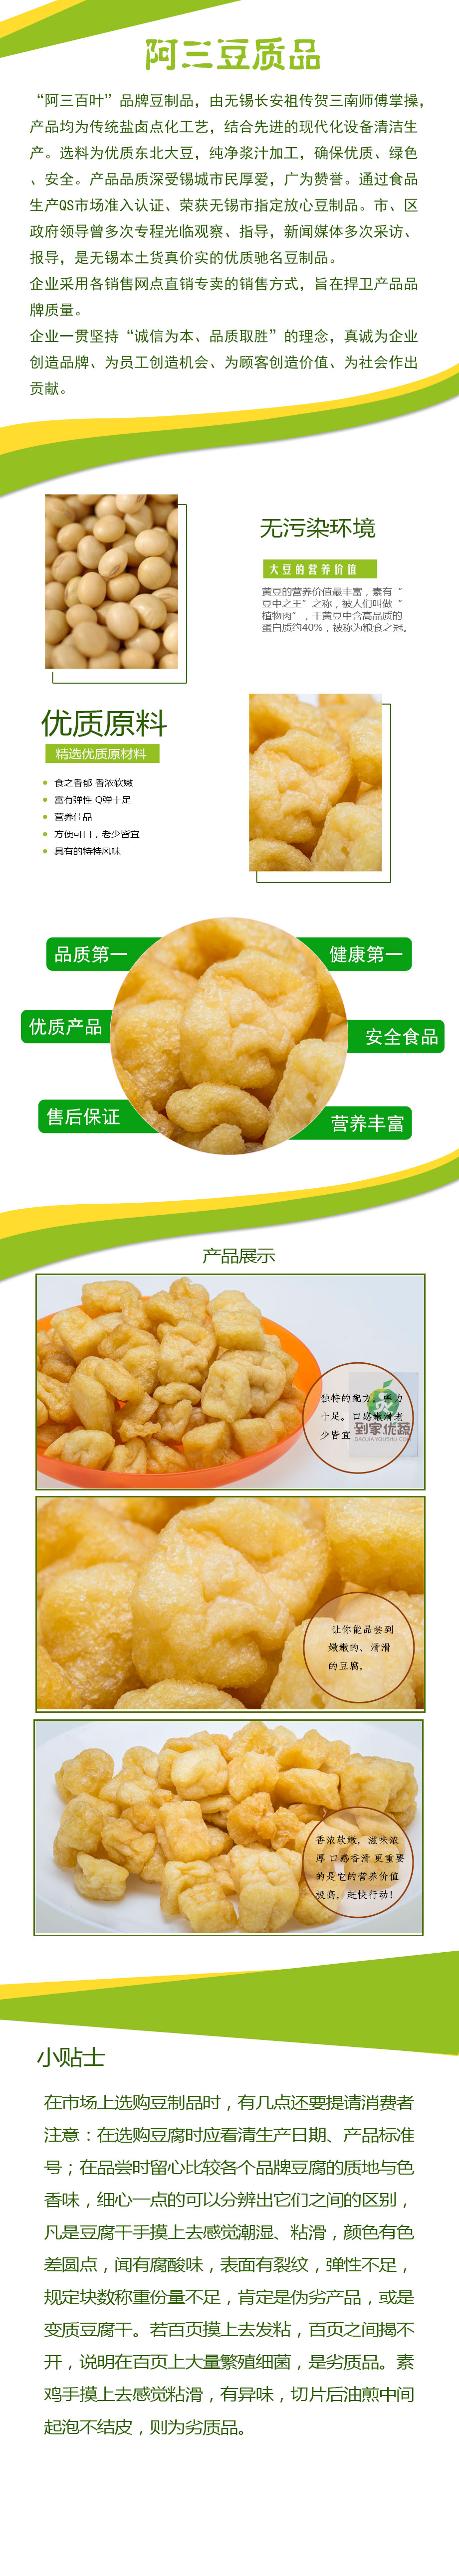 阿三豆质品
“阿三百叶”品牌豆制品，由无锡长安祖传贺三南师傅掌操，
产品均为传统盐卤点化工艺，结合先进的现代化设备清洁生
产。选料为优质东北大豆，纯净浆汁加工，确保优质、绿色
、安全。产品品质深受锡城市民厚爱，广为赞誉。通过食品
生产QS市场准入认证、荣获无锡市指定放心豆制品。市、区
政府领导曾多次专程光临观察、指导，新闻媒体多次采访、
报导，是无锡本土货真价实的优质驰名豆制品。
企业采用各销售网点直销专卖的销售方式，旨在捍卫产品品
牌质量。
企业一贯坚持“诚信为本、品质取胜”的理念，真诚为企业
创造品牌、为员工创造机会、为顾客创造价值、为社会作出
贡献。
无污染环境
大豆的营养价值
黄豆的营养价值最丰富，素有“
豆中之王”之称，被人们叫做“
植物肉”，干黄豆中含高品质的
蛋白质约40%，被称为粮食之冠。
优质原料
精选优质原材料
食之香郁 香浓软嫩
富有弹性 Q弹十足
营养佳品
方便可口，老少皆宜
具有的特特风味
品质第一
健康第一
优质产品
安全食品
售后保证
营养丰富
产品展示
独特的配方，弹力
十足。口感嫩滑老
少皆宜
到家优蔬
DAOJIA YOUSHU.COM
让你能品尝到
嫩嫩的、滑滑
的豆腐，
香浓软嫩，滋味浓
厚 口感香滑 更重要
的是它的营养价值
极高，赶快行动！
小贴士
在市场上选购豆制品时，有几点还要提请消费者
注意：在选购豆腐时应看清生产日期、产品标准
号；在品尝时留心比较各个品牌豆腐的质地与色
香味，细心一点的可以分辨出它们之间的区别，
凡是豆腐干手摸上去感觉潮湿、粘滑，颜色有色
差圆点，闻有腐酸味，表面有裂纹，弹性不足，
规定块数称重份量不足，肯定是伪劣产品，或是
变质豆腐干。若百页摸上去发粘，百页之间揭不
开，说明在百页上大量繁殖细菌，是劣质品。素
鸡手摸上去感觉粘滑，有异味，切片后油煎中间
起泡不结皮，则为劣质品。